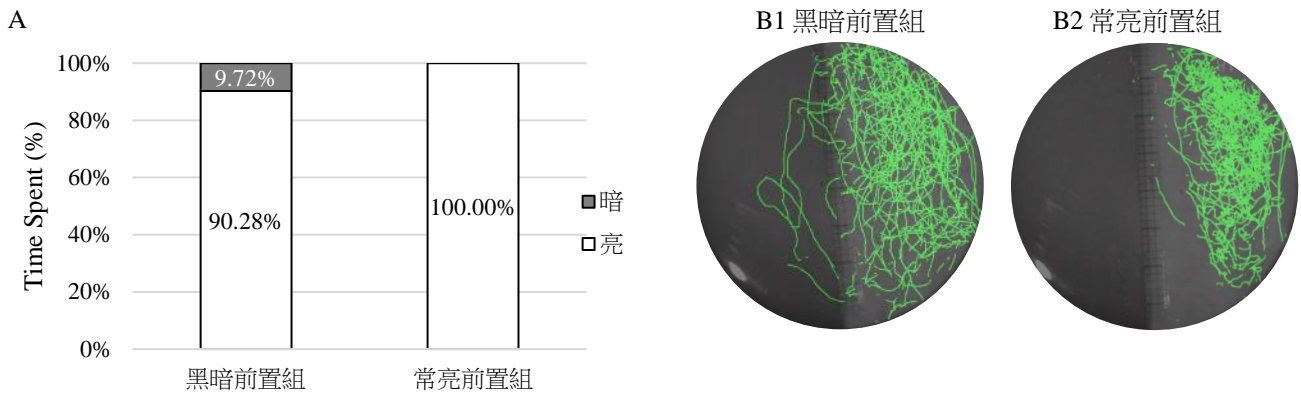 A
Time Spent (%)
100%
80%
60%
40%
20%
0%
9.72%
90.28%
100.00%
黑暗前置組
常亮前置組
暗
亮
B1 黑暗前置組
B2 常亮前置組